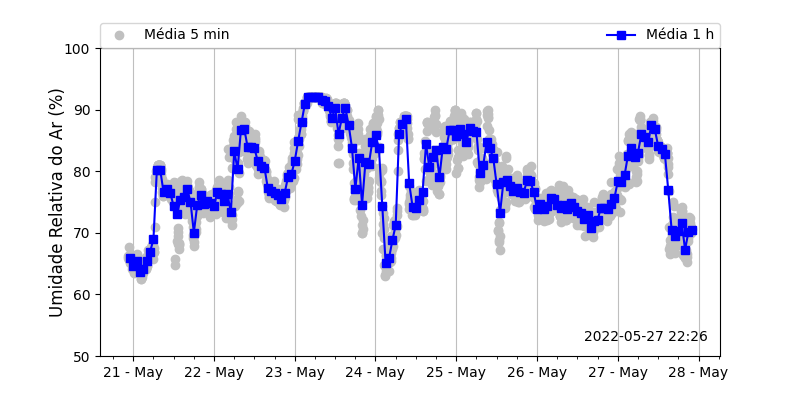 Média 5 min
Média 1 h
Umidade Relativa do Ar (%)
100
90
80
70
60
50
2022-05-27 22:26
21 - May
22 - May
23 - May
24 - May
25 - May
26 - May
27 - May
28 - May